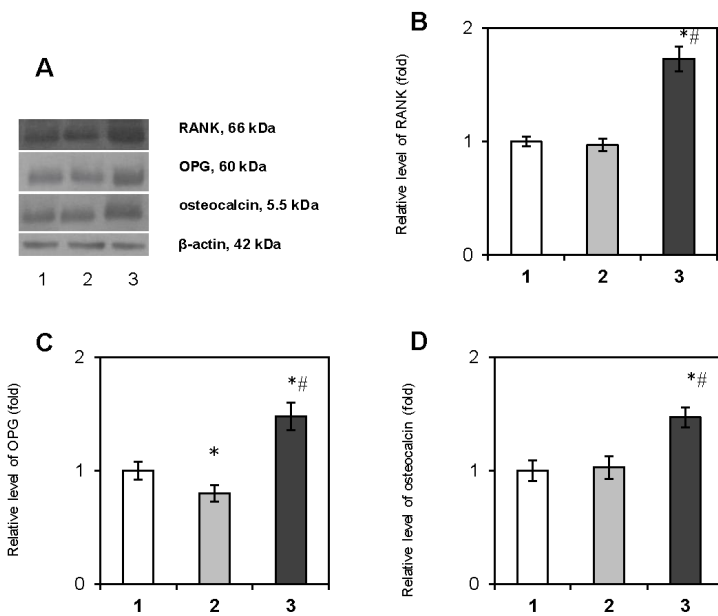 A
RANK, 66 kDa
OPG, 60 kDa
osteocalcin, 5.5 kDa
β-actin, 42 kDa
1 2 3
B
Relative level of RANK (fold)
2
1
0
*#
1 2 3
C
Relative level of OPG (fold)
2
1
0
*
*#
1 2 3
D
Relative level of osteocalcin (fold)
2
1
0
*#
1 2 3